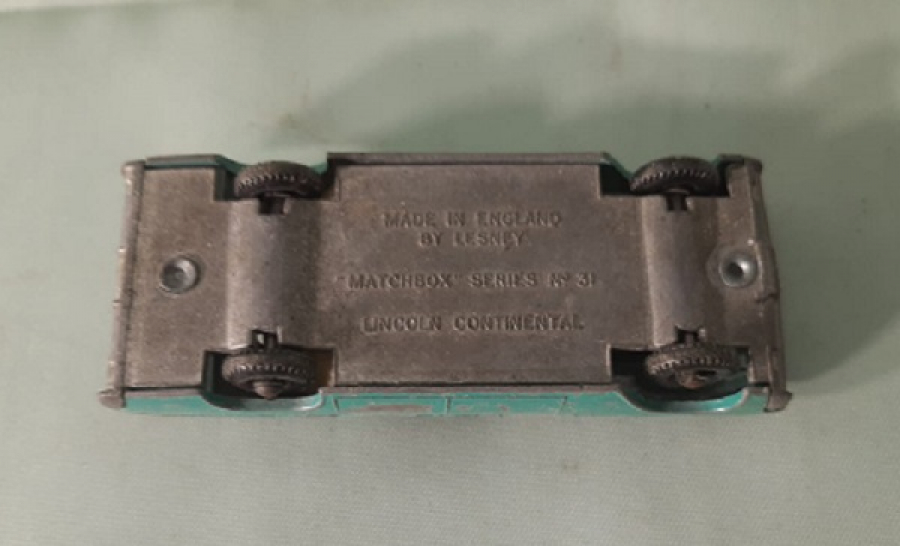 MADE IN ENGLAND
BY LESNEY
"MATCHBOX" SERIES Nº 31
LINCOLN CONTINENTAL